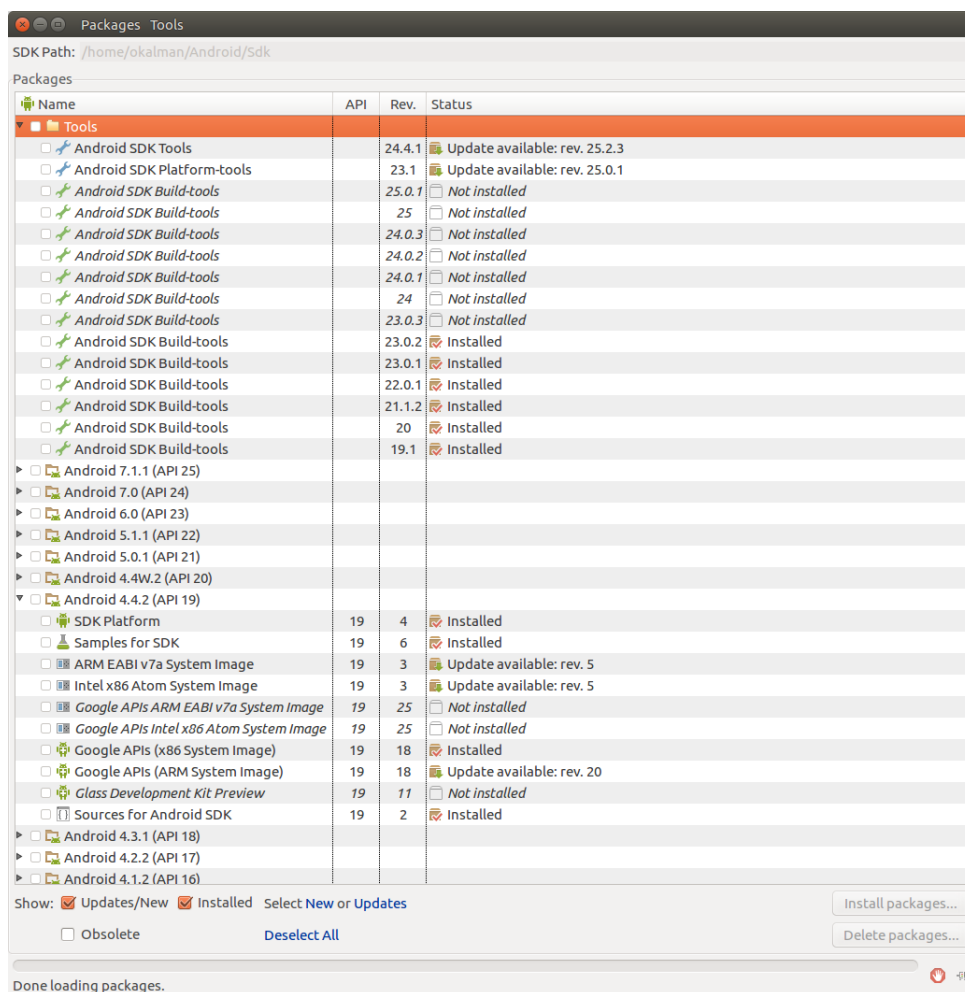 Packages Tools
SDK Path: /home/okalman/Android/Sdk
Packages
Name API Rev. Status
Tools
Android SDK Tools 24.4.1 Update available: rev. 25.2.3
Android SDK Platform-tools 23.1 Update available: rev. 25.0.1
Android SDK Build-tools 25.0.1 Not installed
Android SDK Build-tools 25 Not installed
Android SDK Build-tools 24.0.3 Not installed
Android SDK Build-tools 24.0.2 Not installed
Android SDK Build-tools 24.0.1 Not installed
Android SDK Build-tools 24 Not installed
Android SDK Build-tools 23.0.3 Not installed
Android SDK Build-tools 23.0.2 Installed
Android SDK Build-tools 23.0.1 Installed
Android SDK Build-tools 22.0.1 Installed
Android SDK Build-tools 21.1.2 Installed
Android SDK Build-tools 20 Installed
Android SDK Build-tools 19.1 Installed
Android 7.1.1 (API 25)
Android 7.0 (API 24)
Android 6.0 (API 23)
Android 5.1.1 (API 22)
Android 5.0.1 (API 21)
Android 4.4W.2 (API 20)
Android 4.4.2 (API 19)
SDK Platform 19 4 Installed
Samples for SDK 19 6 Installed
ARM EABI v7a System Image 19 3 Update available: rev. 5
Intel x86 Atom System Image 19 3 Update available: rev. 5
Google APIs ARM EABI v7a System Image 19 25 Not installed
Google APIs Intel x86 Atom System Image 19 25 Not installed
Google APIs (x86 System Image) 19 18 Installed
Google APIs (ARM System Image) 19 18 Update available: rev. 20
Glass Development Kit Preview 19 11 Not installed
Sources for Android SDK 19 2 Installed
Android 4.3.1 (API 18)
Android 4.2.2 (API 17)
Android 4.1.2 (API 16)
Show: Updates/New Installed Select New or Updates Install packages...
Obsolete Deselect All Delete packages...
Done loading packages.